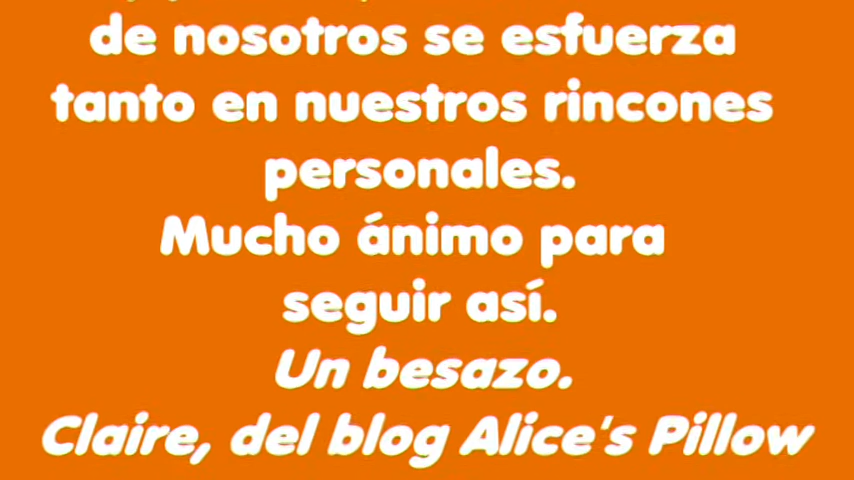 de nosotros se esfuerza
tanto en nuestros rincones
personales.
Mucho ánimo para
seguir así.
Un besazo.
Claire, del blog Alice's Pillow